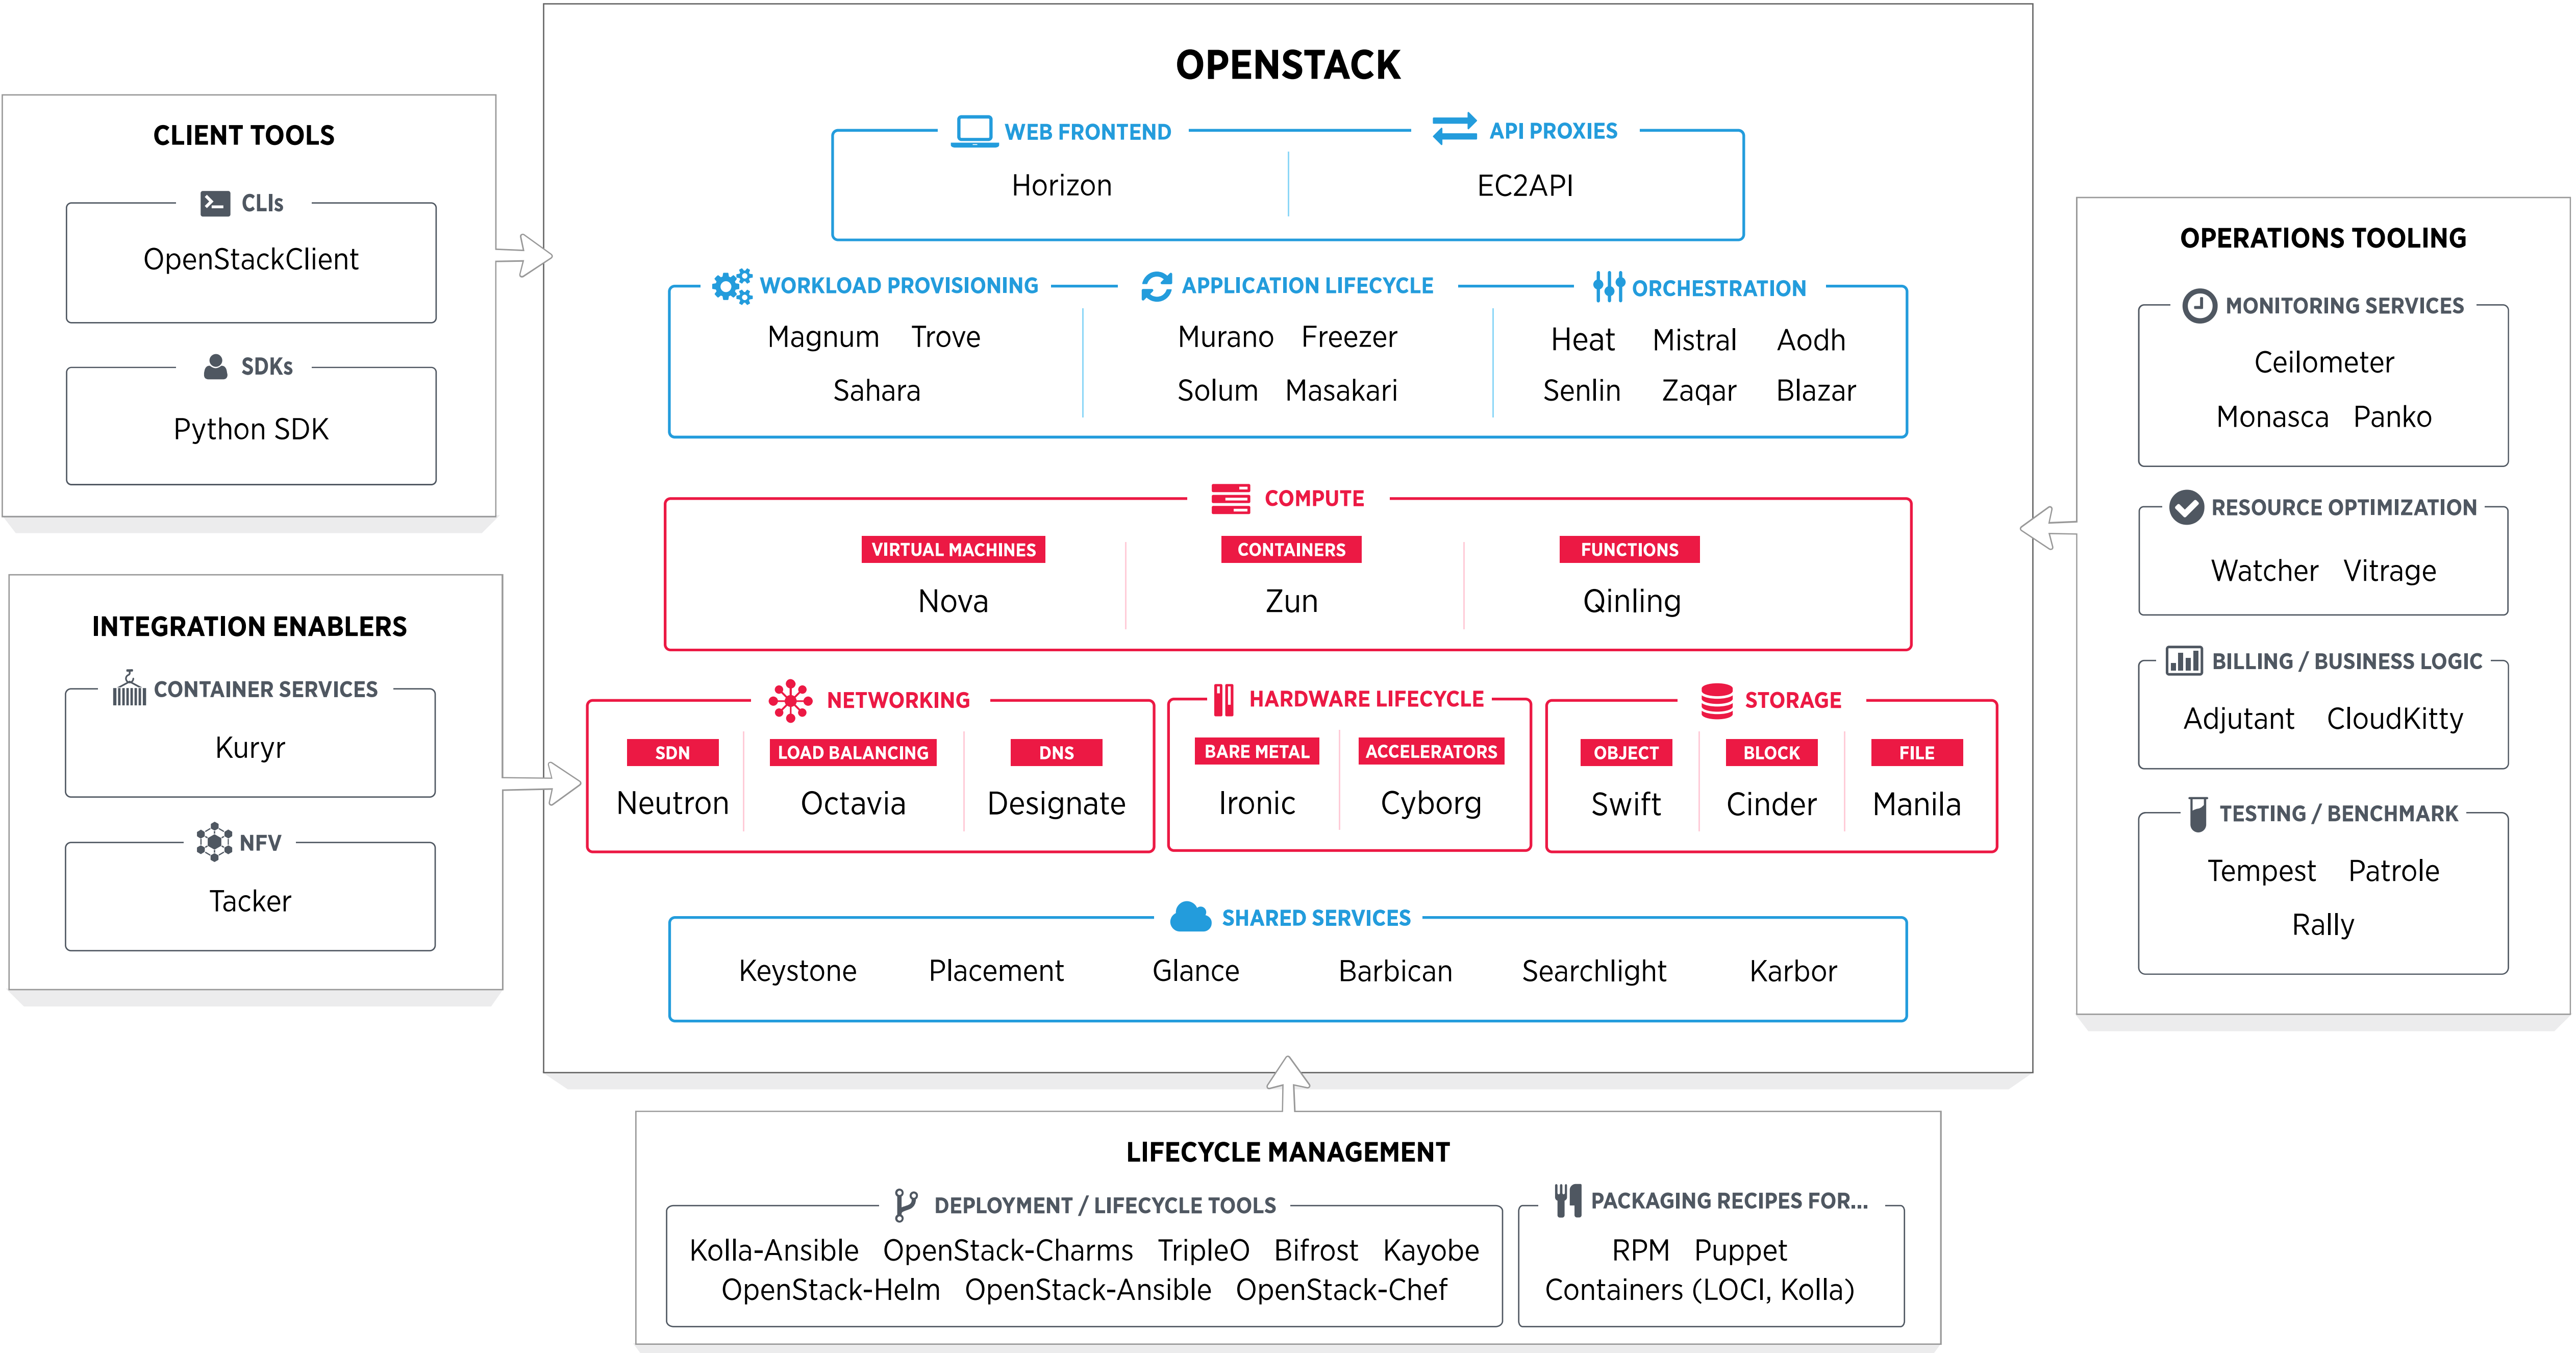 OPENSTACK
WEB FRONTEND
Horizon
API PROXIES
EC2API
WORKLOAD PROVISIONING
Magnum Trove
Sahara
APPLICATION LIFECYCLE
Murano Freezer
Solum Masakari
ORCHESTRATION
Heat Mistral Aodh
Senlin Zaqar Blazar
COMPUTE
VIRTUAL MACHINES
Nova
CONTAINERS
Zun
FUNCTIONS
Qinling
NETWORKING
SDN
Neutron
LOAD BALANCING
Octavia
DNS
Designate
HARDWARE LIFECYCLE
BARE METAL
Ironic
ACCELERATORS
Cyborg
STORAGE
OBJECT
Swift
BLOCK
Cinder
FILE
Manila
SHARED SERVICES
Keystone Placement Glance Barbican Searchlight Karbor
CLIENT TOOLS
CLIs
OpenStackClient
SDKs
Python SDK
INTEGRATION ENABLERS
CONTAINER SERVICES
Kuryr
NFV
Tacker
OPERATIONS TOOLING
MONITORING SERVICES
Ceilometer
Monasca Panko
RESOURCE OPTIMIZATION
Watcher Vitrage
BILLING / BUSINESS LOGIC
Adjutant CloudKitty
TESTING / BENCHMARK
Tempest Patrole
Rally
LIFECYCLE MANAGEMENT
DEPLOYMENT / LIFECYCLE TOOLS
Kolla-Ansible OpenStack-Charms TripleO Bifrost Kayobe
OpenStack-Helm OpenStack-Ansible OpenStack-Chef
PACKAGING RECIPES FOR...
RPM Puppet
Containers (LOCI, Kolla)